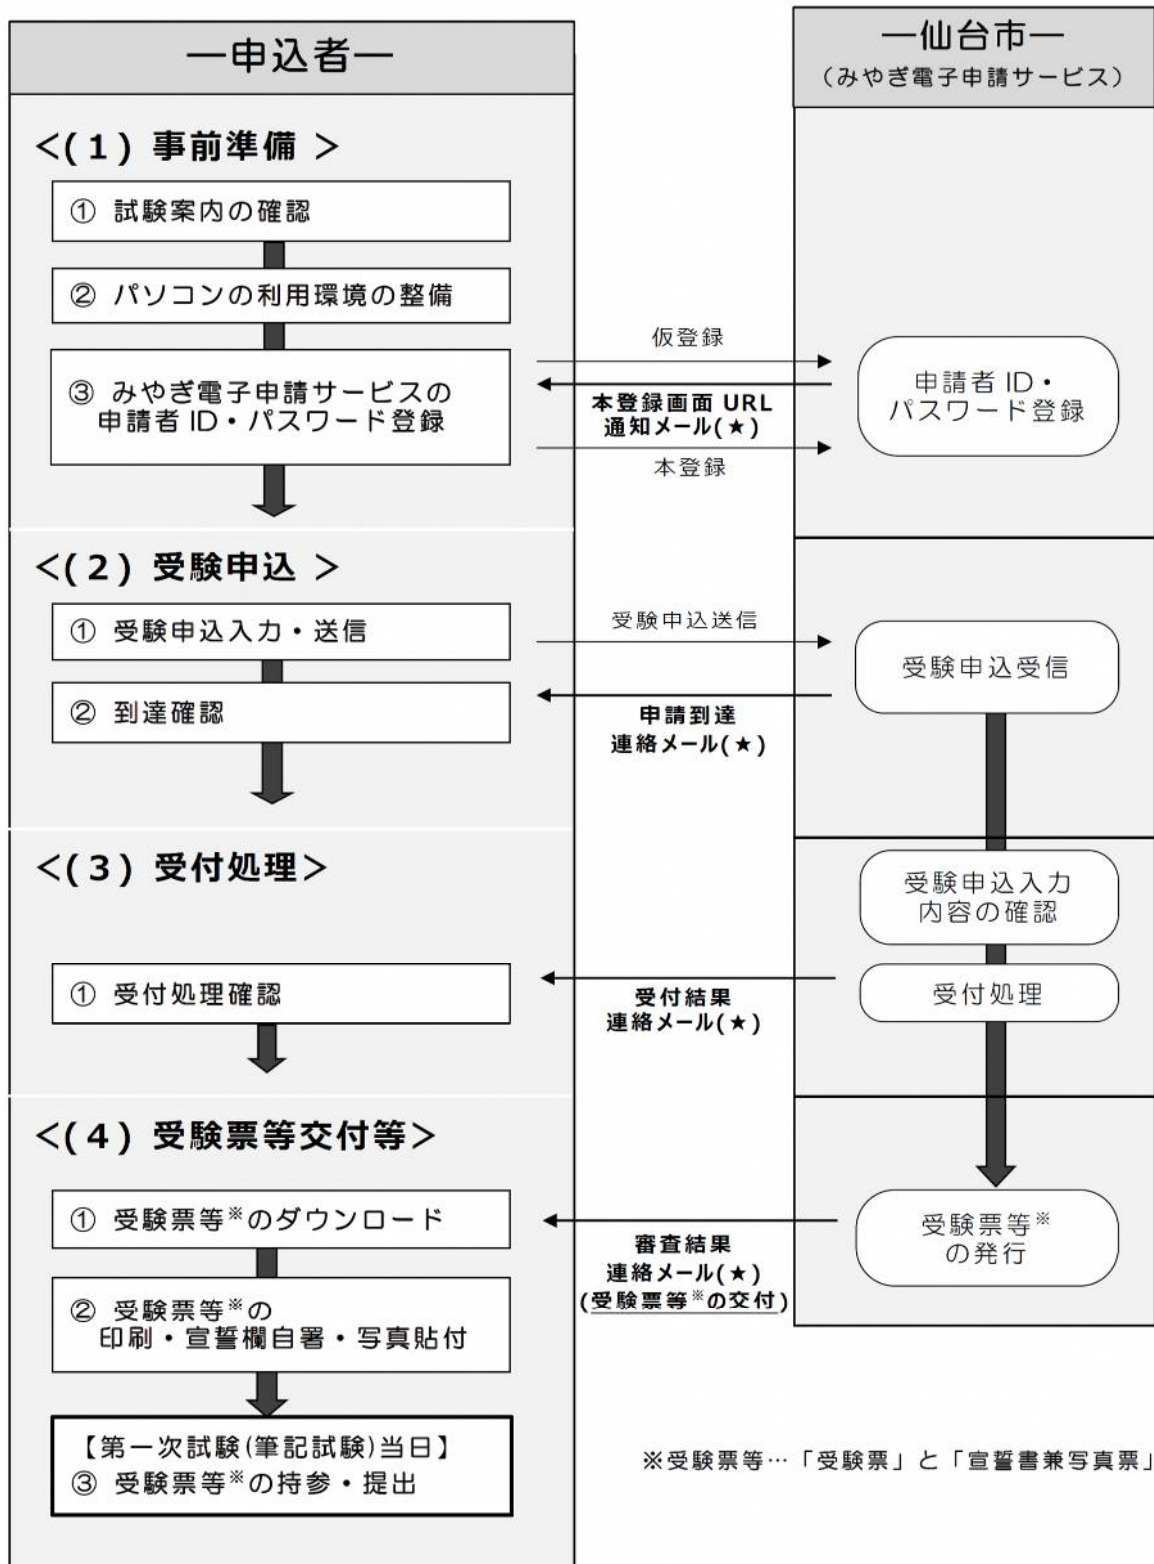 ―申込者―
―仙台市―
（みやぎ電子申請サービス）
<(1) 事前準備 >
① 試験案内の確認
② パソコンの利用環境の整備
③ みやぎ電子申請サービスの
申請者 ID・パスワード登録
仮登録
本登録画面 URL
通知メール(★)
本登録
申請者 ID・
パスワード登録
<(2) 受験申込 >
① 受験申込入力・送信
② 到達確認
受験申込送信
申請到達
連絡メール(★)
受験申込受信
<(3) 受付処理>
① 受付処理確認
受付結果
連絡メール(★)
受験申込入力
内容の確認
受付処理
<(4) 受験票等交付等>
① 受験票等※のダウンロード
② 受験票等※の
印刷・宣誓欄自署・写真貼付
【第一次試験(筆記試験)当日】
③ 受験票等※の持参・提出
審査結果
連絡メール(★)
(受験票等※の交付)
受験票等※
の発行
※受験票等…「受験票」と「宣誓書兼写真票」